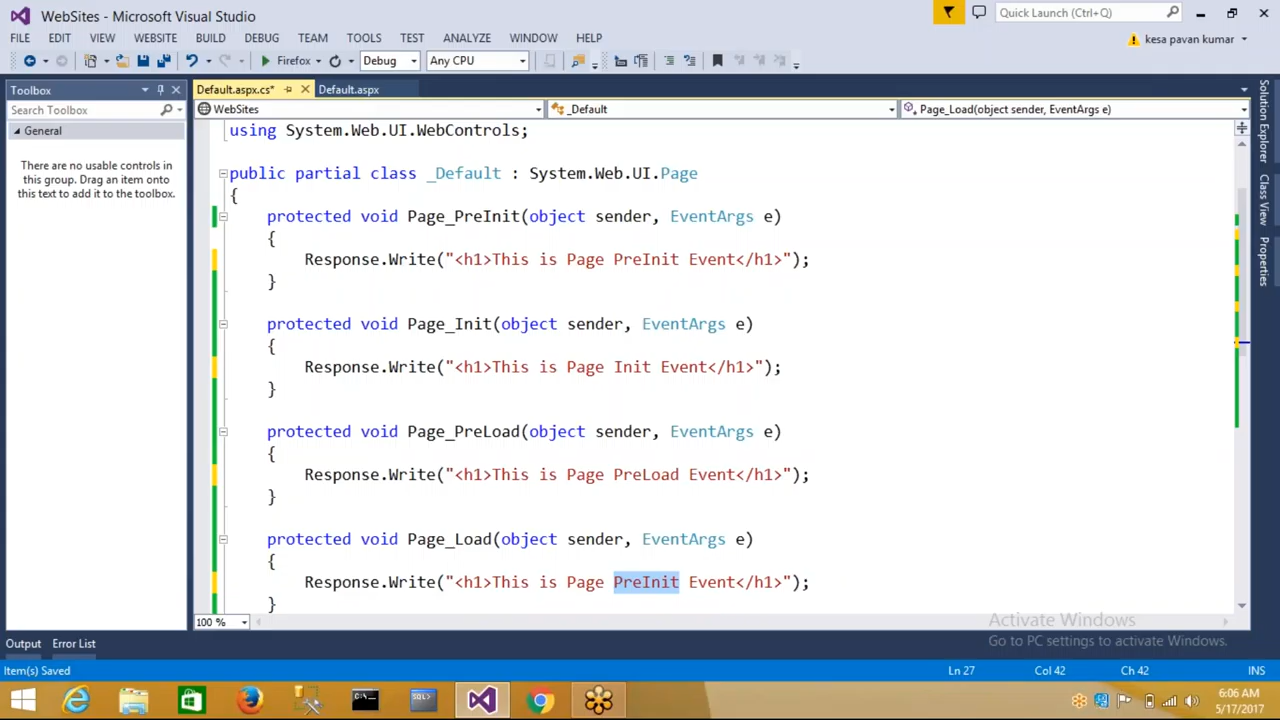 WebSites - Microsoft Visual Studio
Quick Launch (Ctrl+Q)
FILE EDIT VIEW WEBSITE BUILD DEBUG TEAM TOOLS TEST ANALYZE WINDOW HELP
kesa pavan kumar
Firefox Debug Any CPU
Toolbox
Default.aspx.cs* Default.aspx
Search Toolbox
WebSites _Default Page_Load(object sender, EventArgs e)
General
There are no usable controls in
this group. Drag an item onto
this text to add it to the toolbox.
using System.Web.UI.WebControls;
public partial class _Default : System.Web.UI.Page
{
protected void Page_PreInit(object sender, EventArgs e)
{
Response.Write("<h1>This is Page PreInit Event</h1>");
}
protected void Page_Init(object sender, EventArgs e)
{
Response.Write("<h1>This is Page Init Event</h1>");
}
protected void Page_PreLoad(object sender, EventArgs e)
{
Response.Write("<h1>This is Page PreLoad Event</h1>");
}
protected void Page_Load(object sender, EventArgs e)
{
Response.Write("<h1>This is Page PreInit Event</h1>");
}
Solution Explorer
Class View
Properties
100 %
Activate Windows
Go to PC settings to activate Windows.
Output Error List
Item(s) Saved Ln 27 Col 42 Ch 42 INS
6:06 AM
5/17/2017